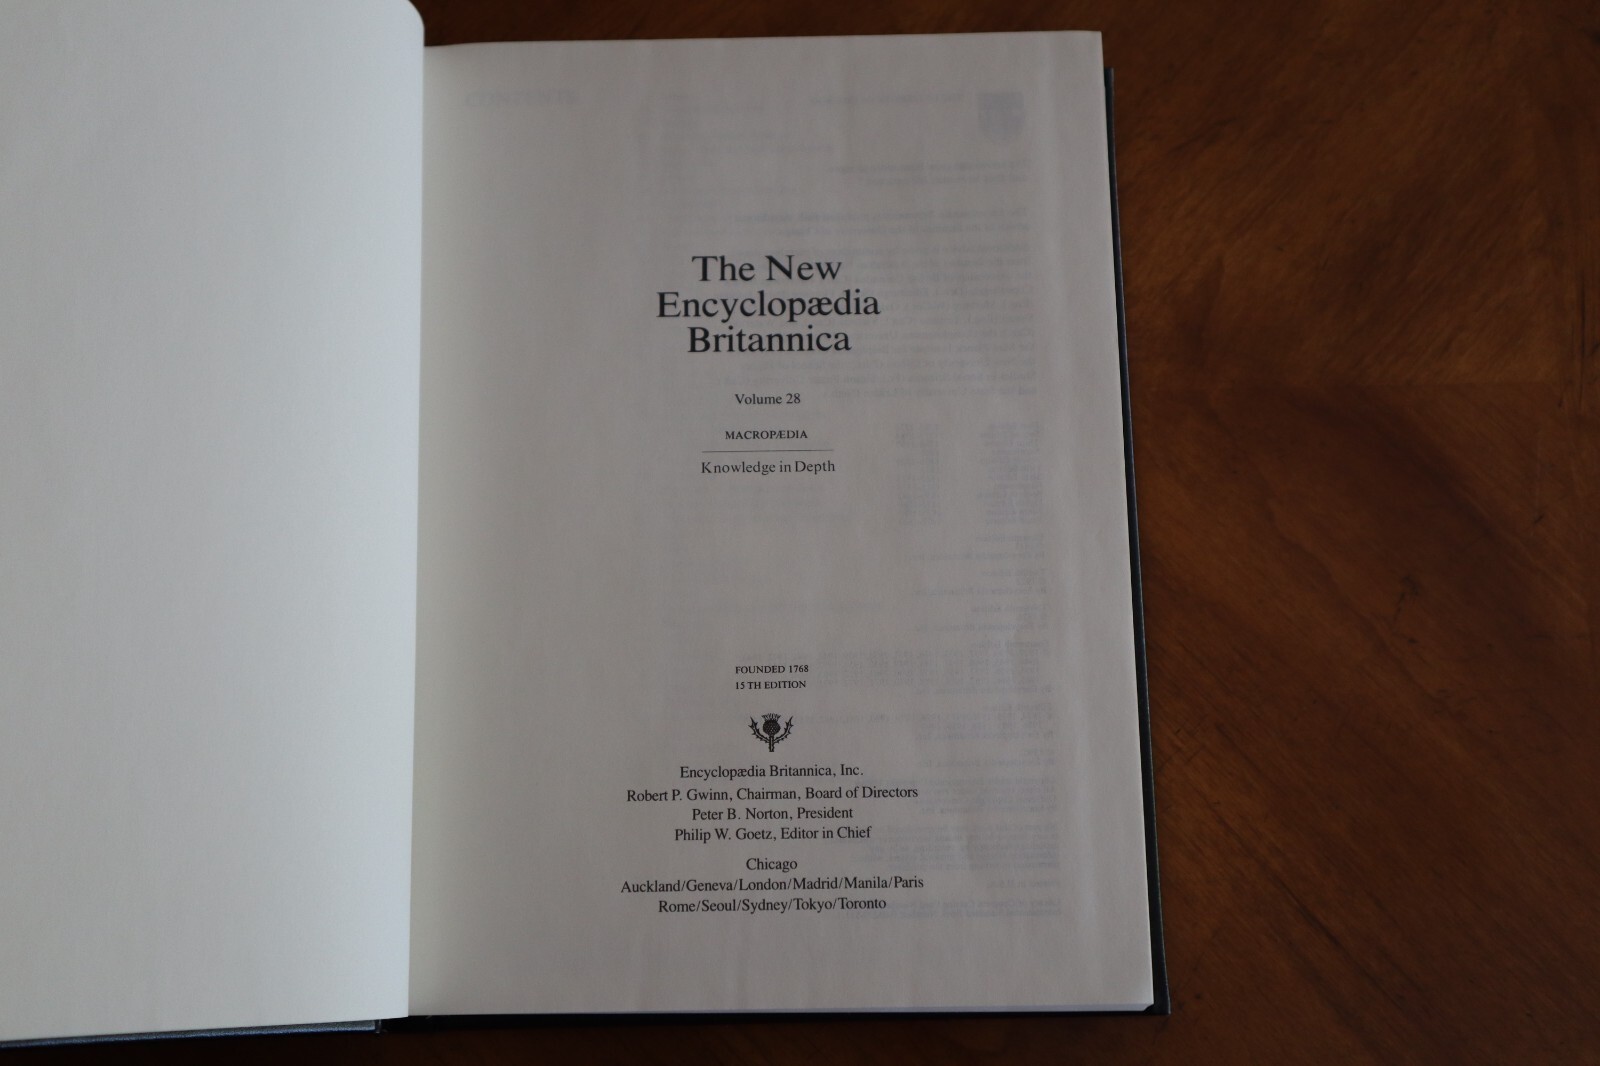 The New
Encyclopædia
Britannica
Volume 28
MACROPÆDIA
Knowledge in Depth
FOUNDED 1768
15 TH EDITION
Encyclopædia Britannica, Inc.
Robert P. Gwinn, Chairman, Board of Directors
Peter B. Norton, President
Philip W. Goetz, Editor in Chief
Chicago
Auckland/Geneva/London/Madrid/Manila/Paris
Rome/Seoul/Sydney/Tokyo/Toronto